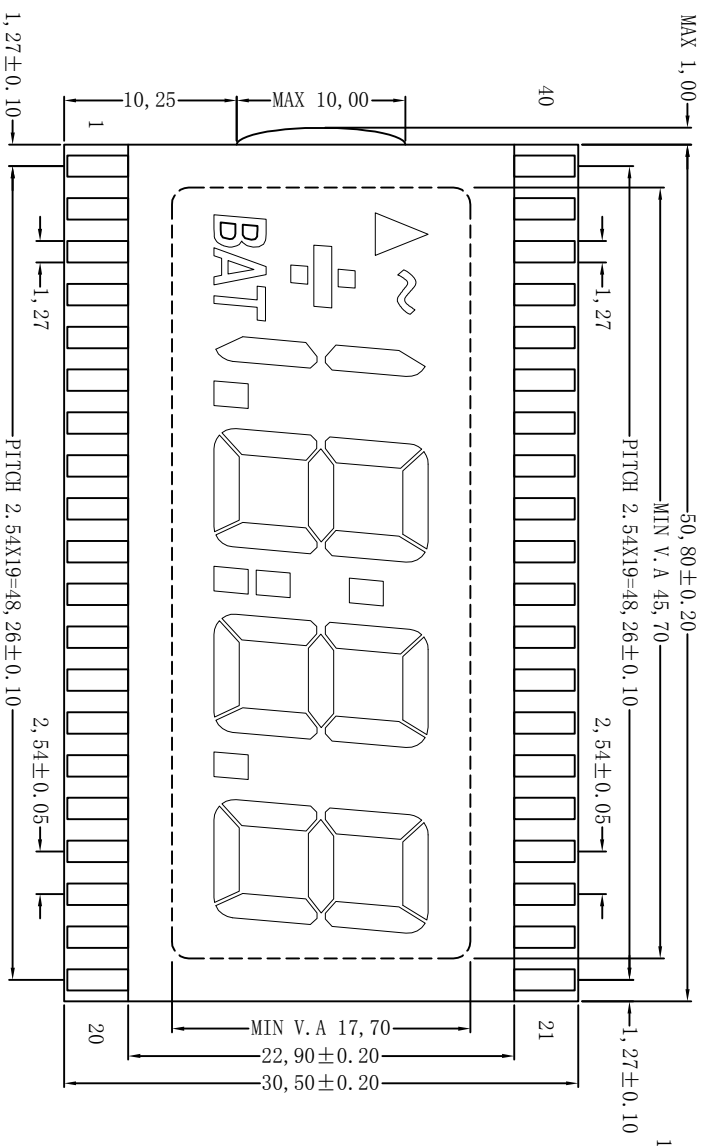 MAX 1,00
50,80±0.20
MIN V.A 45,70
PITCH 2.54X19=48,26±0.10
1,27±0.10
1,27
2,54±0.05
40
21
MAX 10,00
10,25
BAT
MIN V.A 17,70
22,90±0.20
30,50±0.20
1
20
1,27
2,54±0.05
1,27±0.10
PITCH 2.54X19=48,26±0.10
1